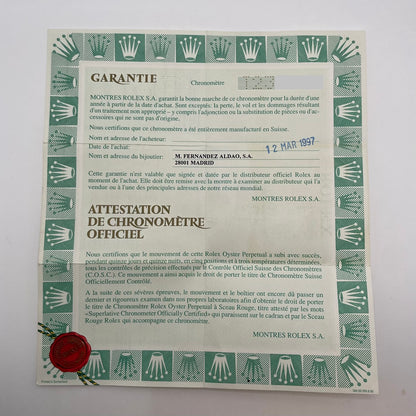 GARANTIE
Chronomètre
MONTRES ROLEX S.A. garantit la bonne marche de ce chronomètre pour la durée d'une
année à partir de la date d'achat. Sont exceptés: la perte, le vol et les dommages résultant
d'un traitement non approprié – y compris l'adjonction ou la substitution de pièces ou d'ac-
cessoires qui ne sont pas d'origine.
Nous certifions que ce chronomètre a été entièrement manufacturé en Suisse.
Nom et adresse de l'acheteur:
Date de l'achat:
12 MAR 1997
Nom et adresse du bijoutier:
M. FERNANDEZ ALDAO, S.A.
28001 MADRID
Cette garantie n'est valable que signée et datée par le distributeur officiel Rolex au
moment de l'achat. Elle doit être remise avec la montre à examiner au distributeur qui l'a
vendue ou à l'une des principales adresses de notre réseau mondial.
MONTRES ROLEX S.A.
ATTESTATION
DE CHRONOMÈTRE
OFFICIEL
Nous certifions que le mouvement de cette Rolex Oyster Perpetual a subi avec succès,
pendant quinze jours et quinze nuits, en cinq positions et à trois températures déterminées,
tous les contrôles de précision effectués par le Contrôle Officiel Suisse des Chronomètres
(C.O.S.C.). Ce mouvement a ainsi acquis le droit de porter le titre de Chronomètre Suisse
Officiellement Contrôlé.
A la suite de ces sévères épreuves, le mouvement et le boîtier ont encore dû passer un
dernier et rigoureux examen dans nos propres laboratoires afin d'obtenir le droit de porter
le titre de Chronomètre Rolex Oyster Perpetual à Sceau Rouge, titre attesté par les mots
«Superlative Chronometer Officially Certified» qui paraissent sur le cadran et par le Sceau
Rouge Rolex qui accompagne ce chronomètre.
MONTRES ROLEX S.A.
Printed in Switzerland